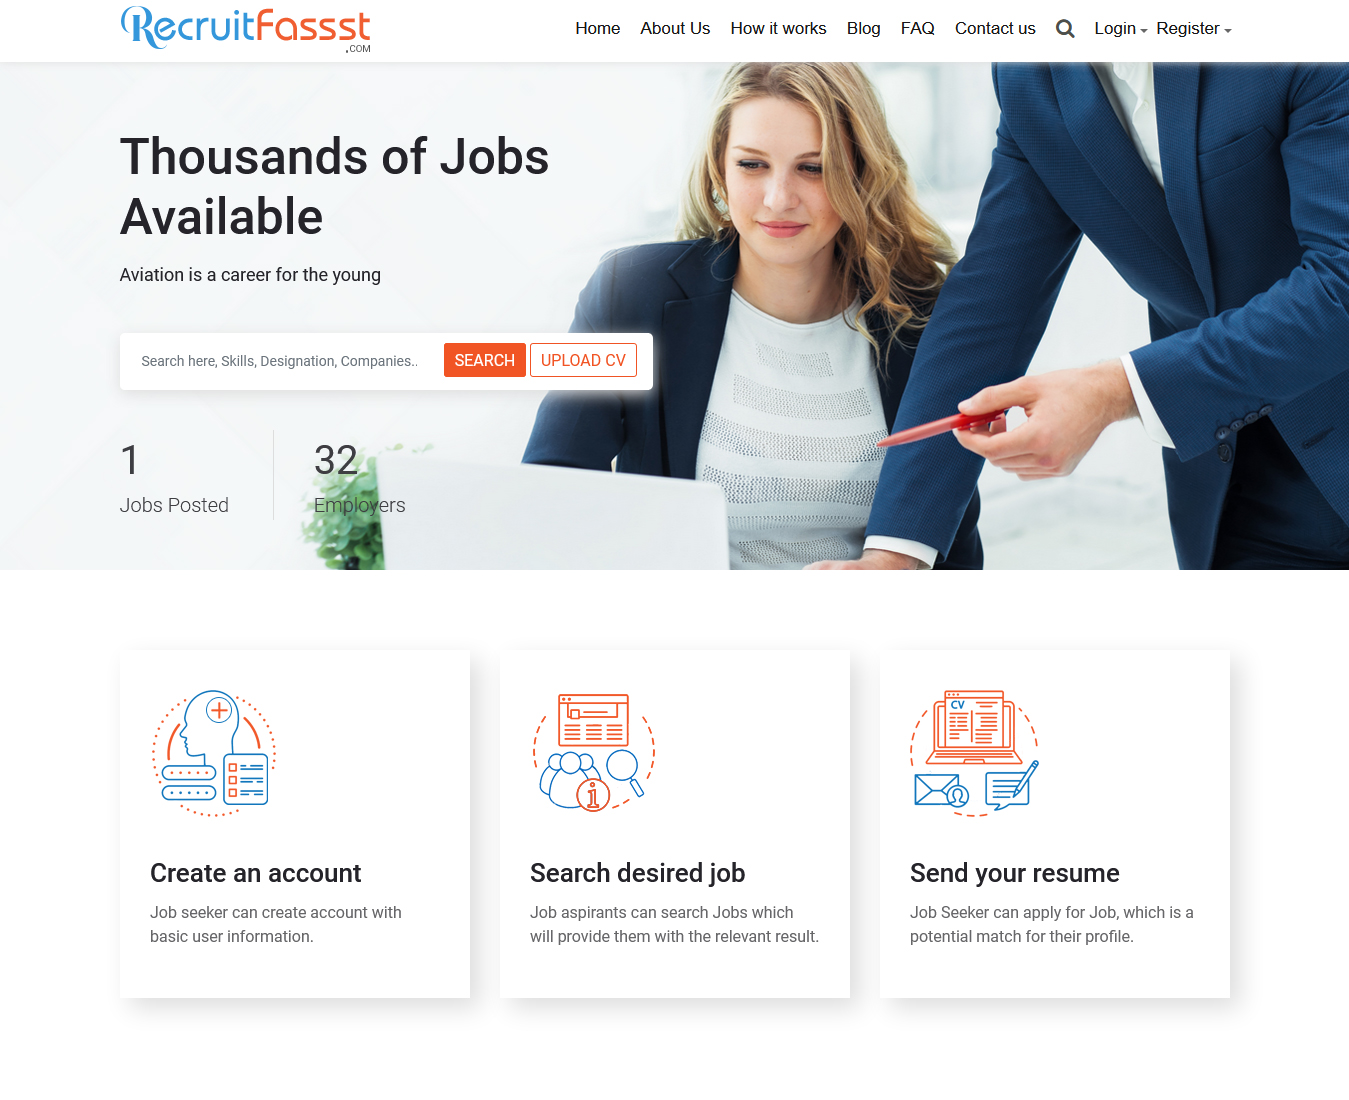 RecruitFassst
.COM
Home About Us How it works Blog FAQ Contact us Login Register
Thousands of Jobs
Available
Aviation is a career for the young
Search here, Skills, Designation, Companies.. SEARCH UPLOAD CV
1 32
Jobs Posted Employers
CV
i
Create an account Search desired job Send your resume
Job seeker can create account with
basic user information.
Job aspirants can search Jobs which
will provide them with the relevant result.
Job Seeker can apply for Job, which is a
potential match for their profile.